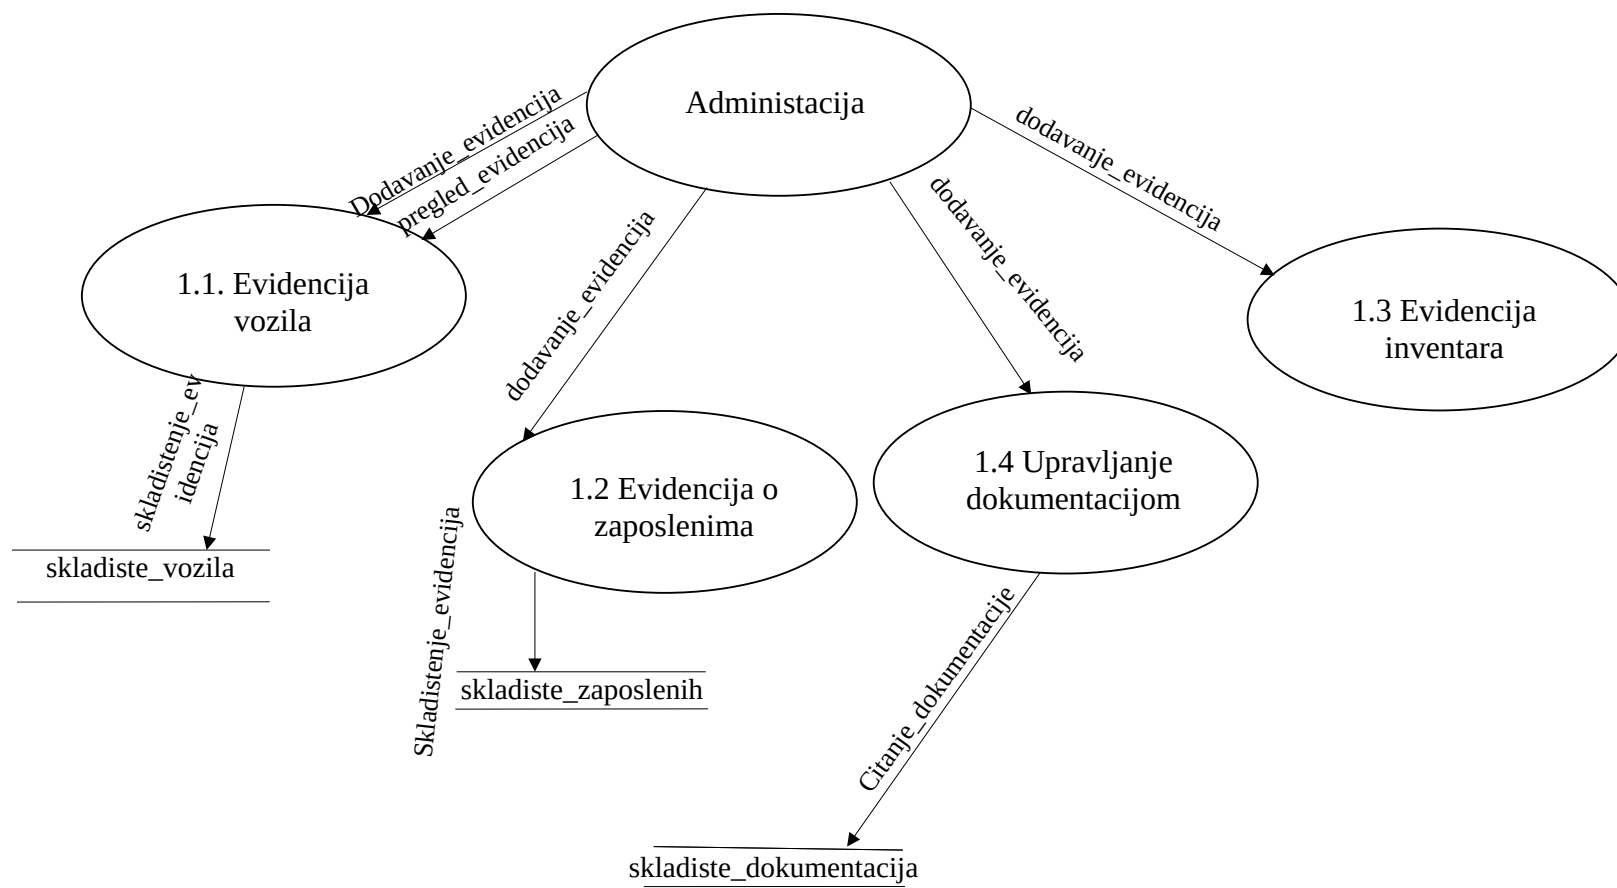 Administacija
Dodavanje_evidencija
pregled_evidencija
dodavanje_evidencija
dodavanje_evidencija
dodavanje_evidencija
1.1. Evidencija
vozila
1.3 Evidencija
inventara
skladistenje_ev
idencija
1.2 Evidencija o
zaposlenima
1.4 Upravljanje
dokumentacijom
skladiste_vozila
Skladistenje_evidencija
skladiste_zaposlenih
Citanje_dokumentacije
skladiste_dokumentacija